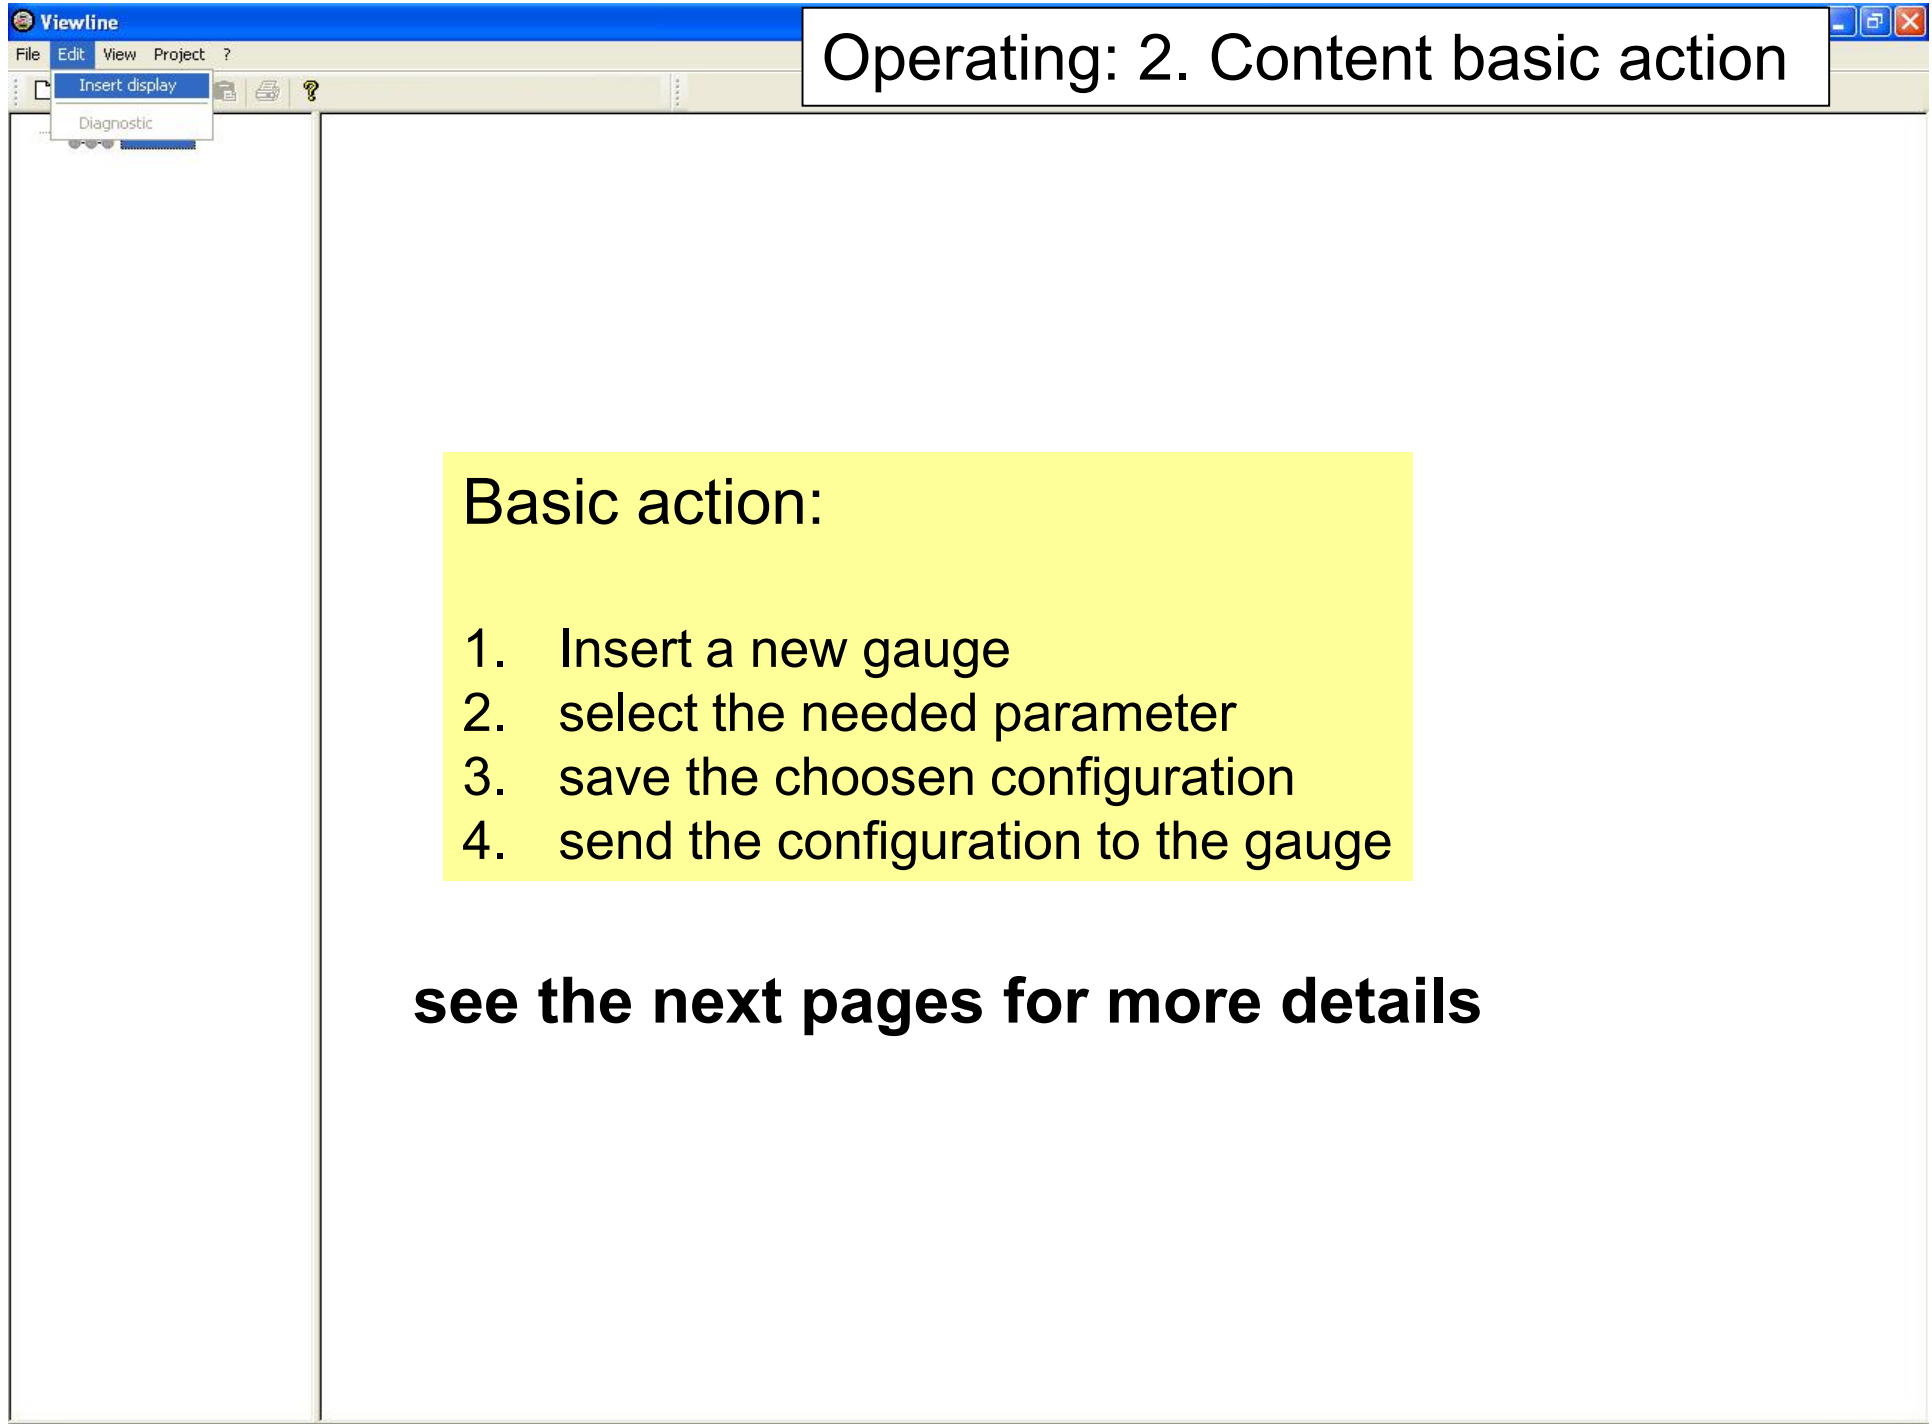 Viewline
Operating: 2. Content basic action
File Edit View Project ?
Insert display
Diagnostic
Basic action:
1. Insert a new gauge
2. select the needed parameter
3. save the choosen configuration
4. send the configuration to the gauge
see the next pages for more details